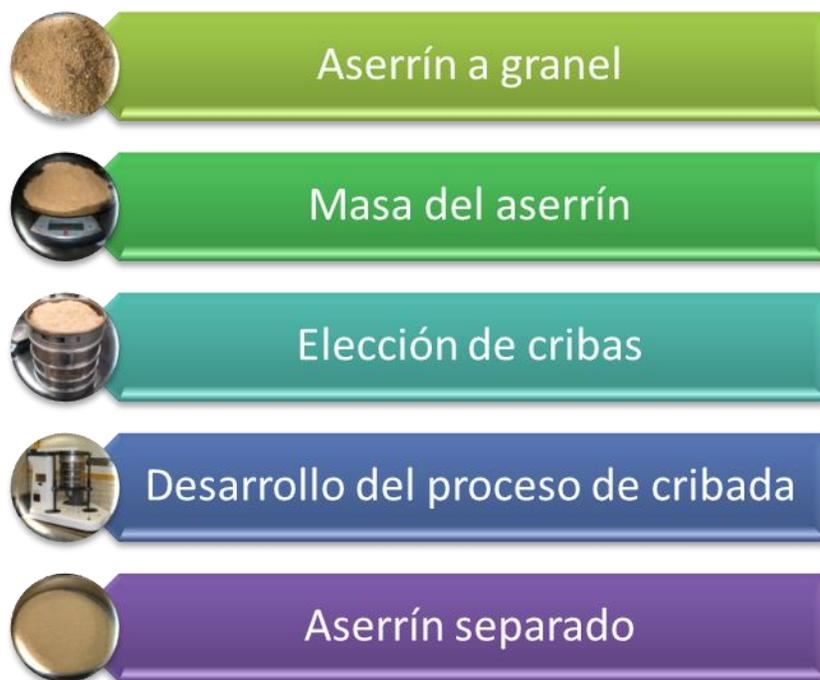 Aserrín a granel
Masa del aserrín
Elección de cribas
Desarrollo del proceso de cribada
Aserrín separado